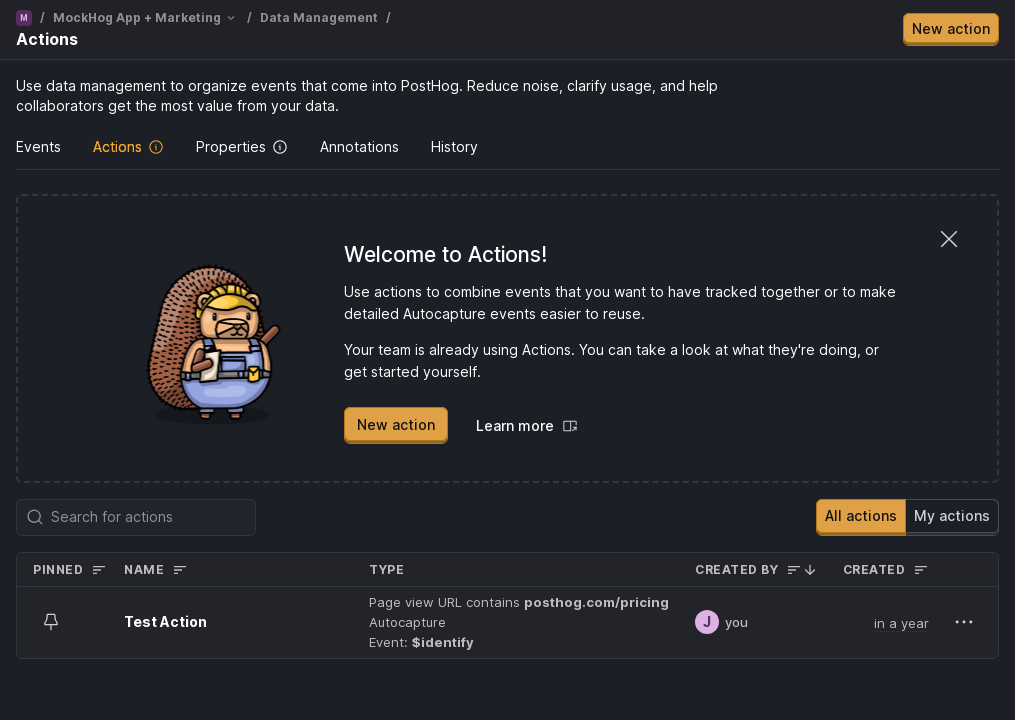 M / MockHog App + Marketing / Data Management /
Actions
New action
Use data management to organize events that come into PostHog. Reduce noise, clarify usage, and help
collaborators get the most value from your data.
Events Actions Properties Annotations History
Welcome to Actions!
Use actions to combine events that you want to have tracked together or to make
detailed Autocapture events easier to reuse.
Your team is already using Actions. You can take a look at what they're doing, or
get started yourself.
New action Learn more
Search for actions
All actions My actions
PINNED NAME TYPE CREATED BY CREATED
Test Action
Page view URL contains posthog.com/pricing
Autocapture
Event: $identify
J you
in a year